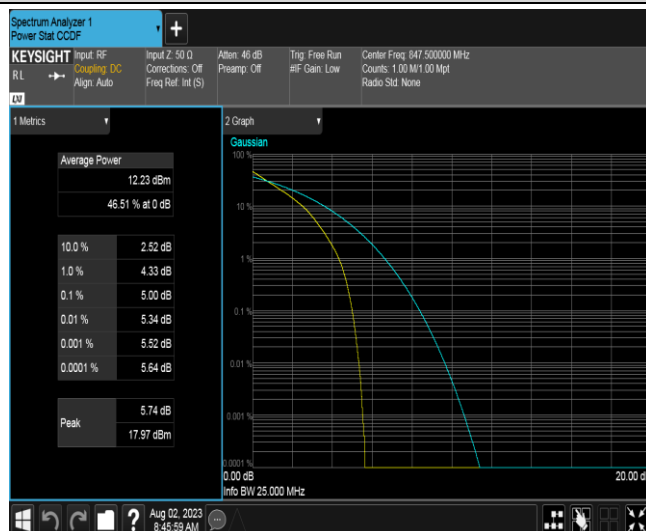 Spectrum Analyzer 1
Power Stat CCDF
+
KEYSIGHT
RL
LXI
Input: RF
Coupling: DC
Align: Auto
Input Z: 50 Ω
Corrections: Off
Freq Ref: Int (S)
Atten: 46 dB
Preamp: Off
Trig: Free Run
#IF Gain: Low
Center Freq: 847.500000 MHz
Counts: 1.00 M/1.00 Mpt
Radio Std: None
1 Metrics
Average Power
12.23 dBm
46.51 % at 0 dB
10.0 % 2.52 dB
1.0 % 4.33 dB
0.1 % 5.00 dB
0.01 % 5.34 dB
0.001 % 5.52 dB
0.0001 % 5.64 dB
Peak
5.74 dB
17.97 dBm
2 Graph
Gaussian
100 %
10 %
1 %
0.1 %
0.01 %
0.001 %
0.0001 %
0.00 dB
20.00 d
Info BW 25.000 MHz
?
Aug 02, 2023
8:45:59 AM